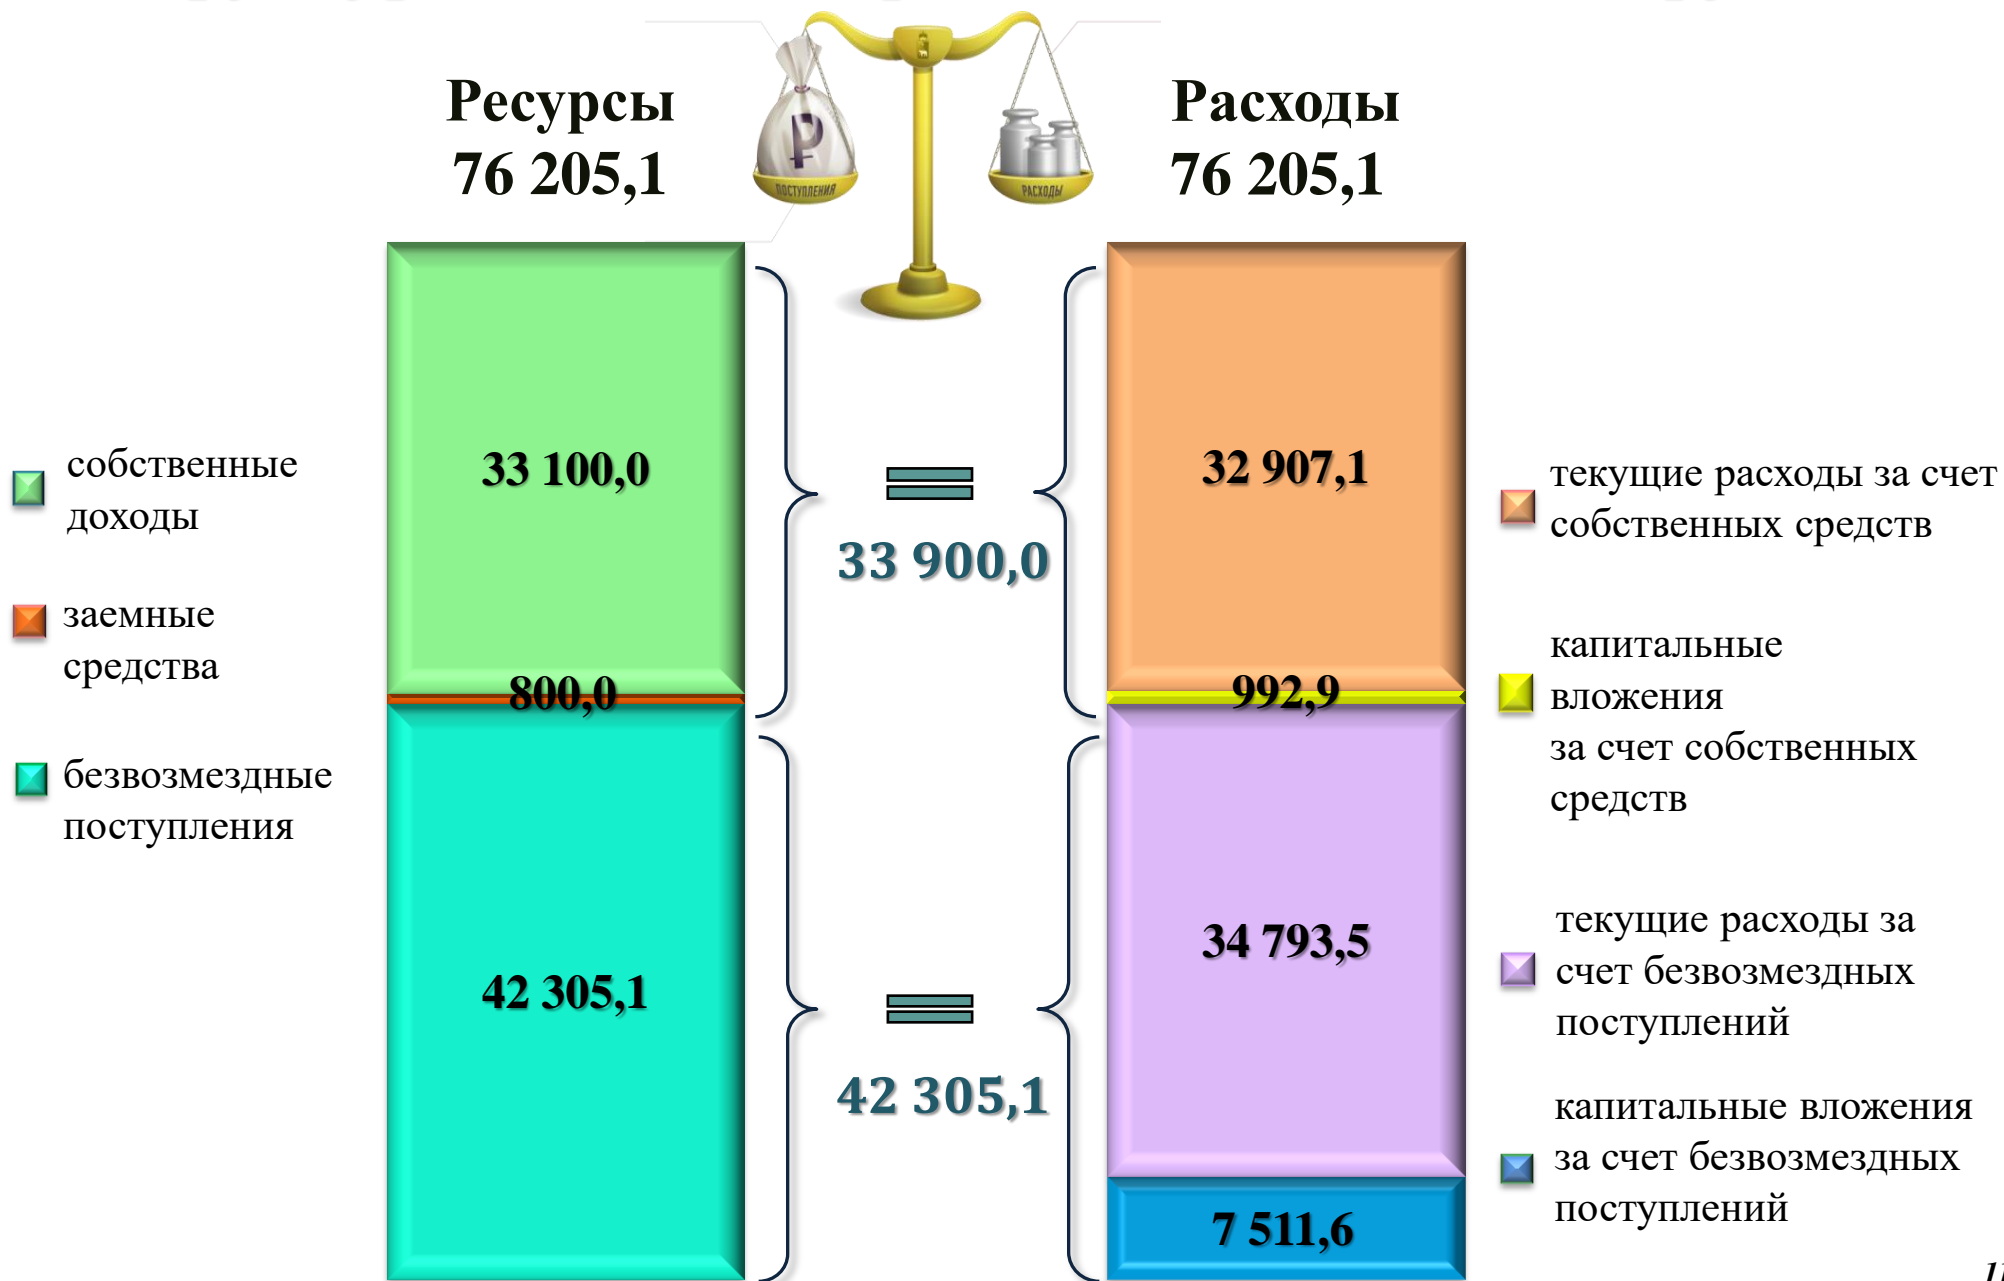 Ресурсы
76 205,1
Расходы
76 205,1
ПОСТУПЛЕНИЯ
РАСХОДЫ
собственные
доходы
заемные
средства
безвозмездные
поступления
33 100,0
800,0
42 305,1
33 900,0
42 305,1
32 907,1
992,9
34 793,5
7 511,6
текущие расходы за счет
собственных средств
капитальные
вложения
за счет собственных
средств
текущие расходы за
счет безвозмездных
поступлений
капитальные вложения
за счет безвозмездных
поступлений